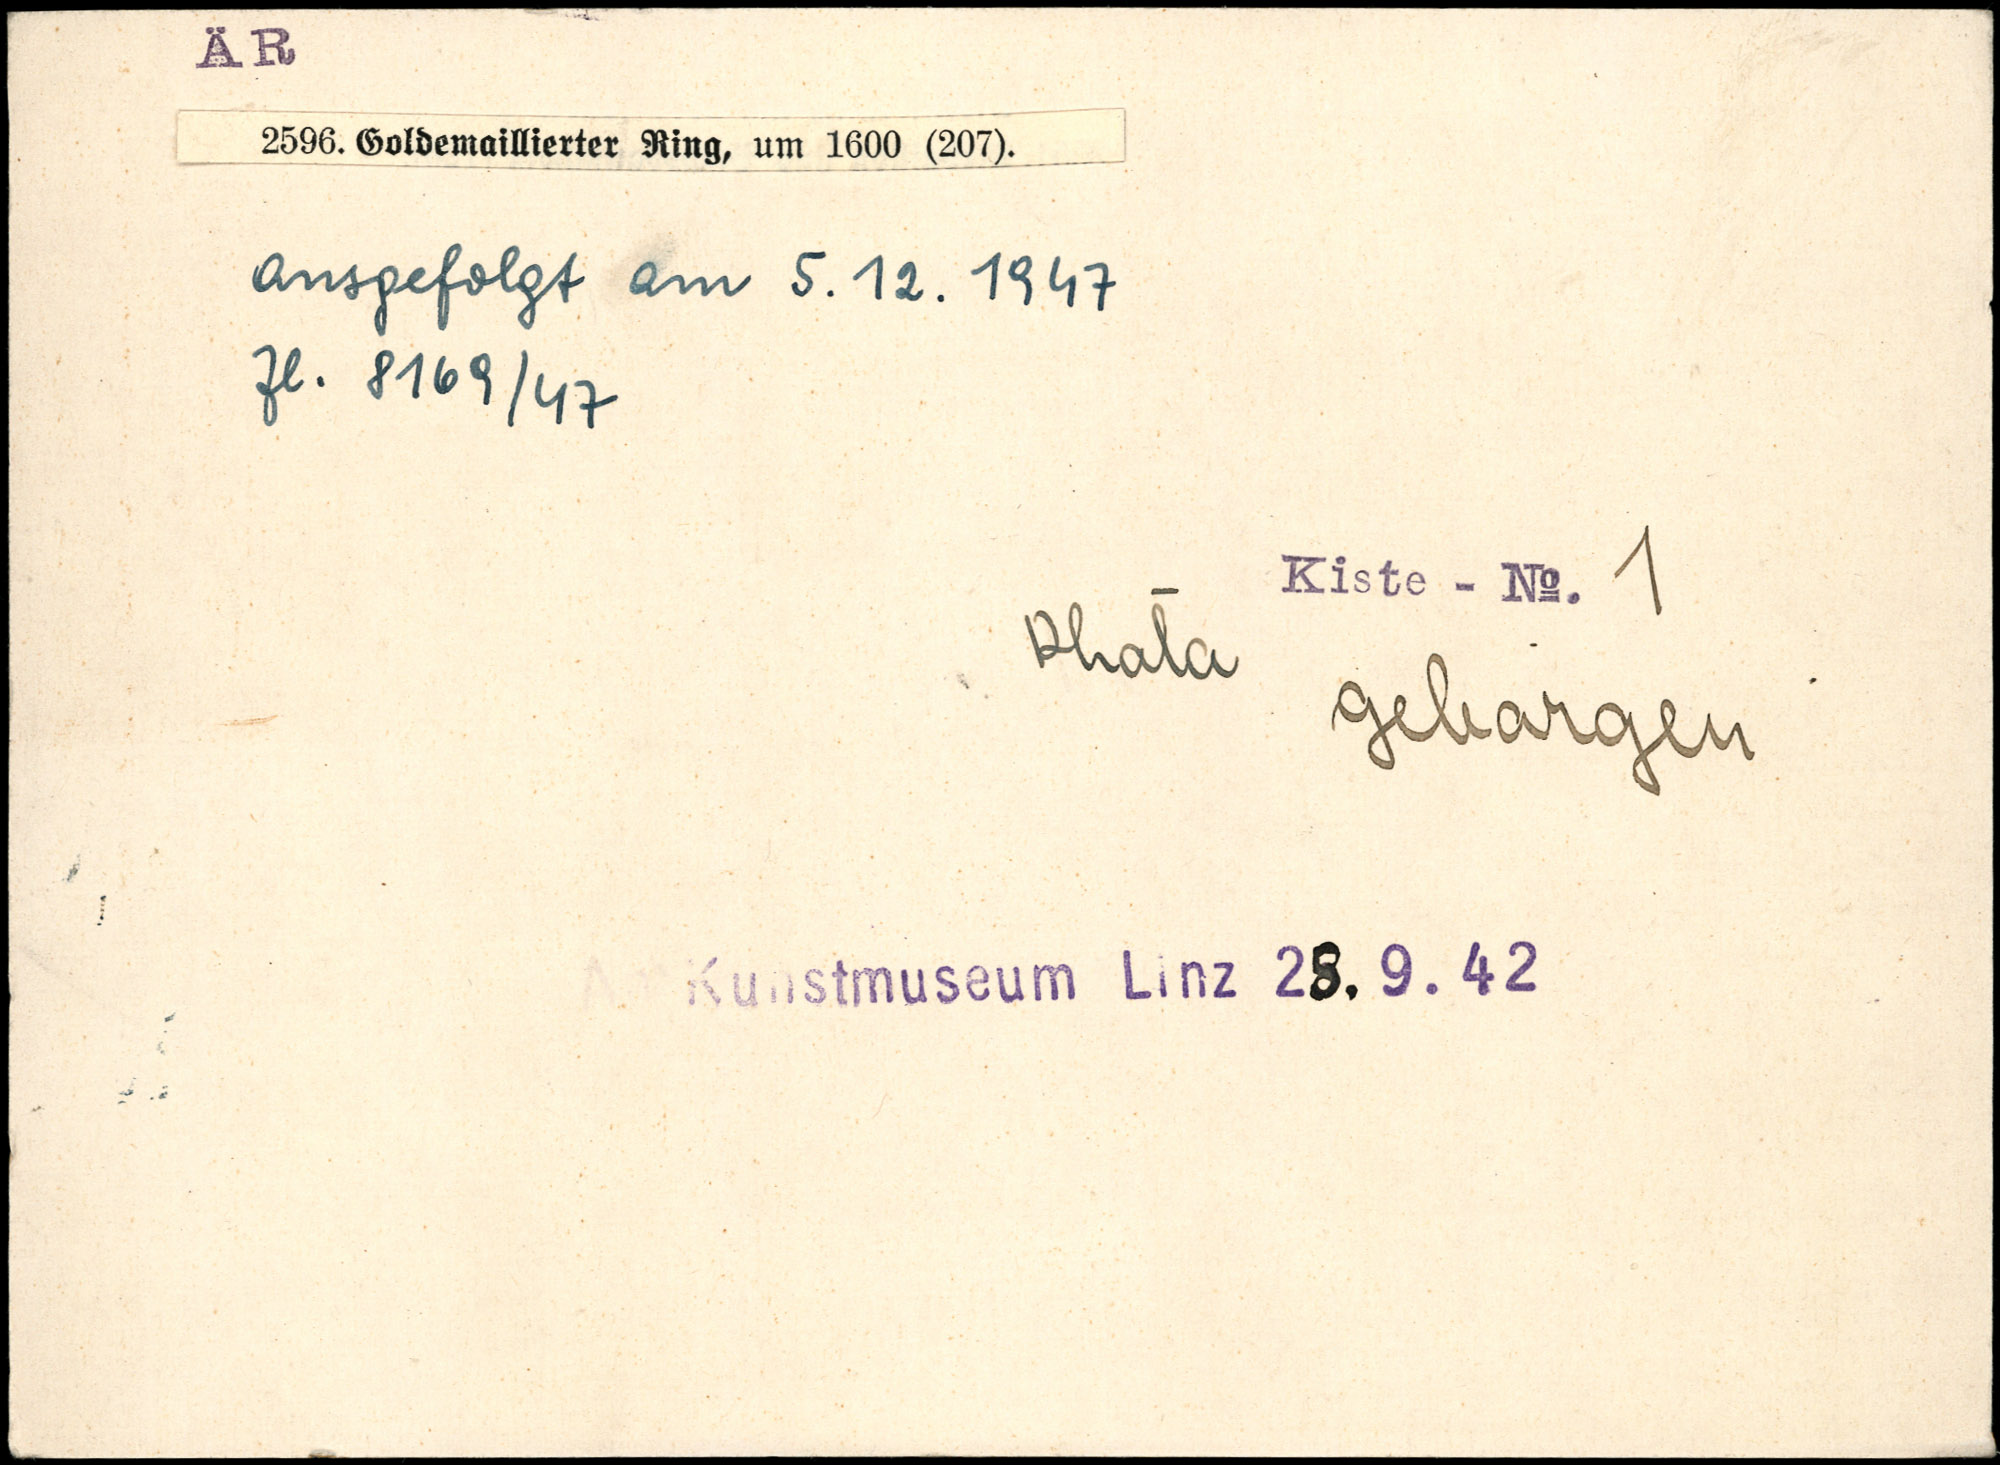 ÄR
2596. Goldemaillierter Ring, um 1600 (207).
ausgefolgt am 5.12.1947
Zl. 8169/47
Kiste - №. 1
geborgen
Kunstmuseum Linz 28. 9. 42